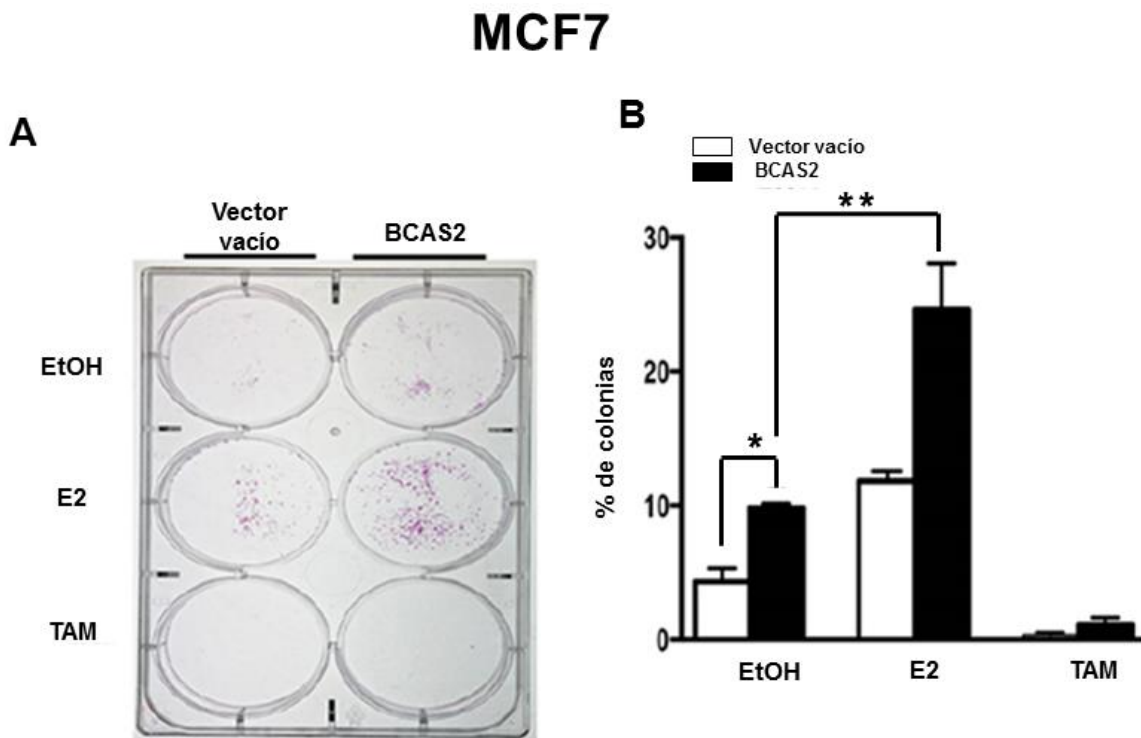 MCF7
A
Vector
vacío
BCAS2
EtOH
E2
TAM
B
Vector vacío
BCAS2
**
*
% de colonias
30
20
10
0
EtOH
E2
TAM